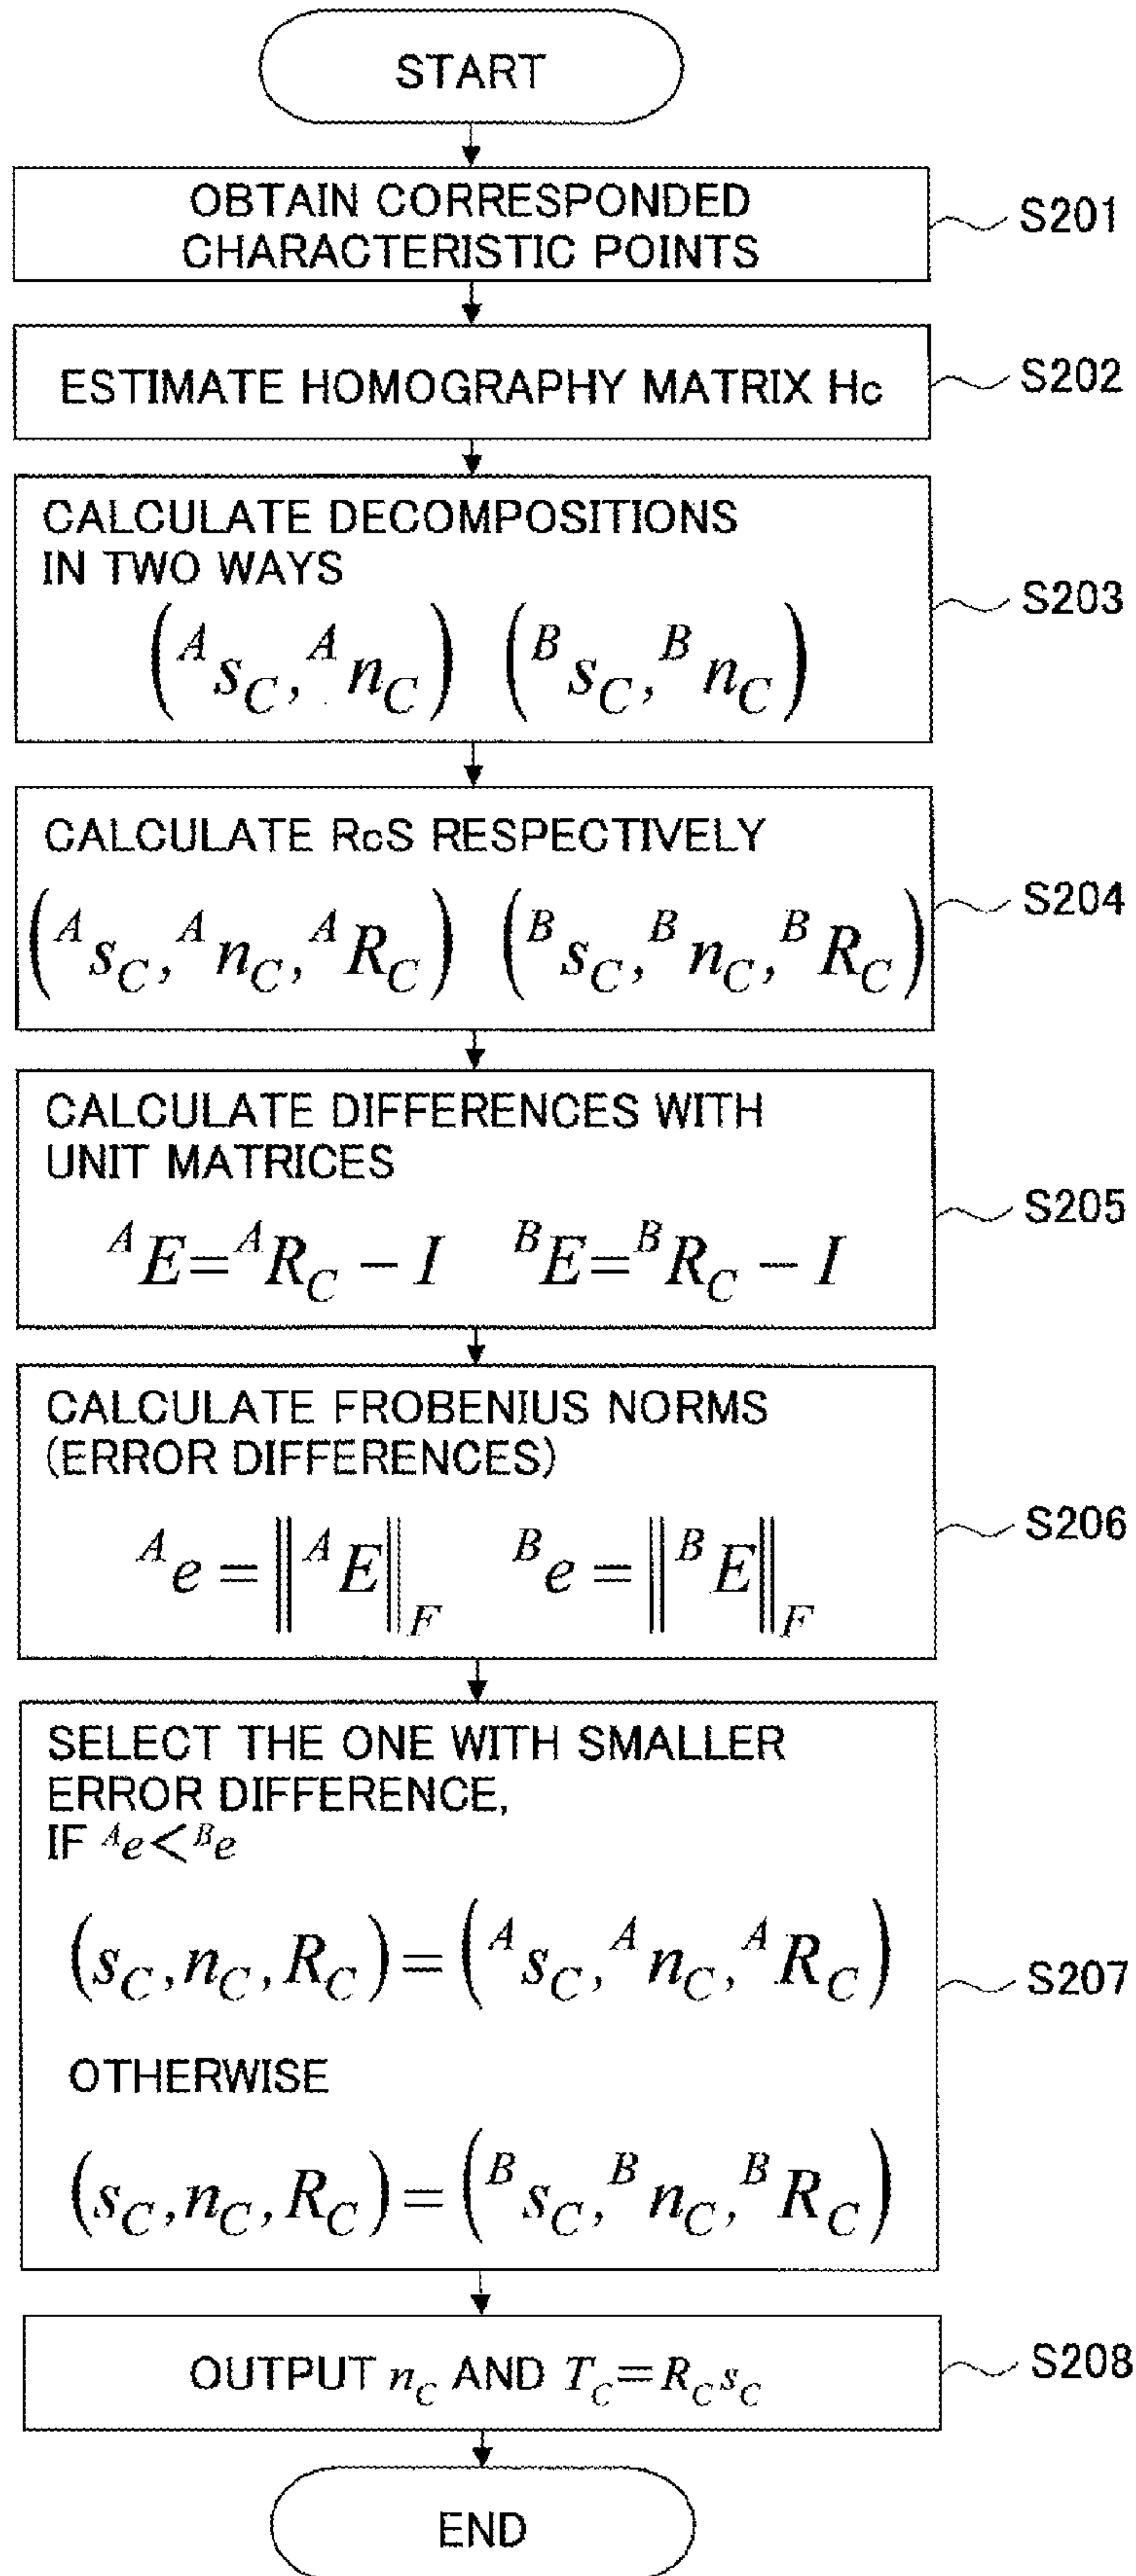 START
OBTAIN CORRESPONDED
CHARACTERISTIC POINTS
S201
ESTIMATE HOMOGRAPHY MATRIX Hc
S202
CALCULATE DECOMPOSITIONS
IN TWO WAYS
(^A s_C, ^A n_C) (^B s_C, ^B n_C)
S203
CALCULATE RcS RESPECTIVELY
(^A s_C, ^A n_C, ^A R_C) (^B s_C, ^B n_C, ^B R_C)
S204
CALCULATE DIFFERENCES WITH
UNIT MATRICES
^A E = ^A R_C − I ^B E = ^B R_C − I
S205
CALCULATE FROBENIUS NORMS
(ERROR DIFFERENCES)
^A e = ‖^A E‖_F ^B e = ‖^B E‖_F
S206
SELECT THE ONE WITH SMALLER
ERROR DIFFERENCE,
IF ^A e < ^B e
(s_C, n_C, R_C) = (^A s_C, ^A n_C, ^A R_C)
OTHERWISE
(s_C, n_C, R_C) = (^B s_C, ^B n_C, ^B R_C)
S207
OUTPUT n_C AND T_C = R_C s_C
S208
END